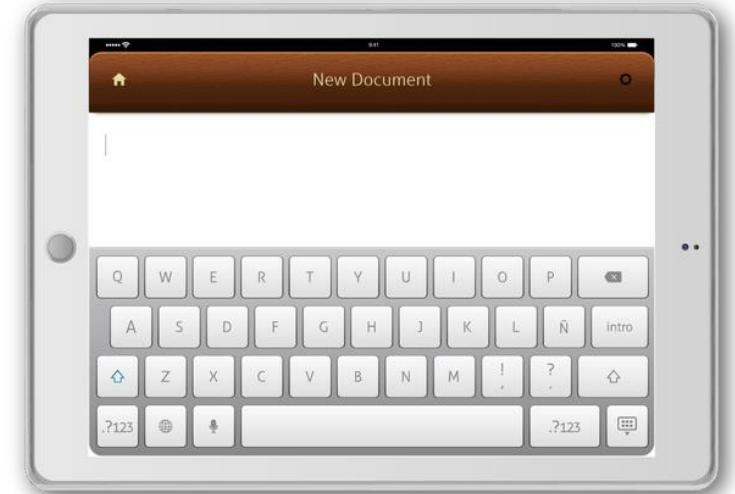 9:41 100%
New Document
Q W E R T Y U I O P
A S D F G H J K L Ñ intro
Z X C V B N M ! , ? .
.?123 .?123